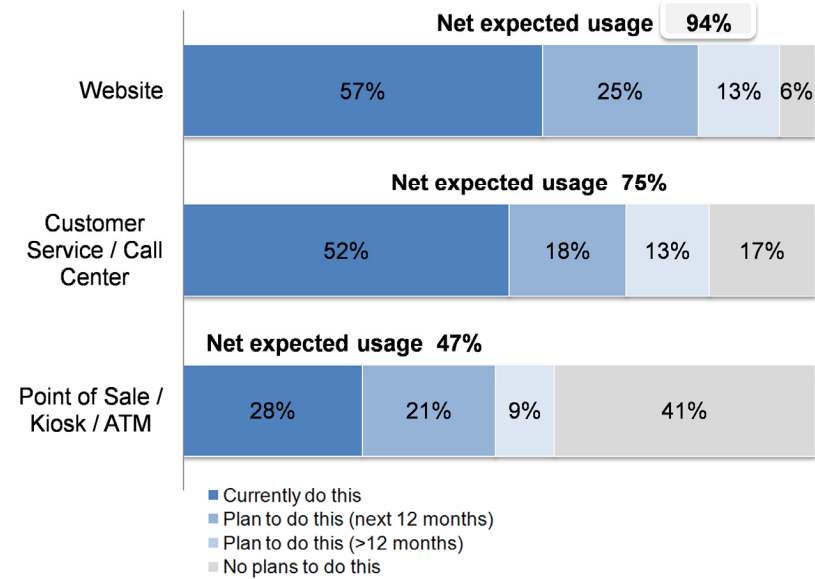 Net expected usage 94%
Website
57% 25% 13% 6%
Net expected usage 75%
Customer
Service / Call
Center
52% 18% 13% 17%
Net expected usage 47%
Point of Sale /
Kiosk / ATM
28% 21% 9% 41%
Currently do this
Plan to do this (next 12 months)
Plan to do this (>12 months)
No plans to do this